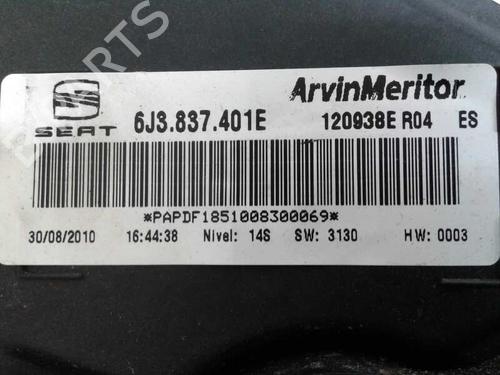 ArvinMeritor
SEAT 6J3.837.401E 120938E R04 ES
*PAPDF1851008300069*
30/08/2010 16:44:38 Nivel: 14S SW: 3130 HW: 0003